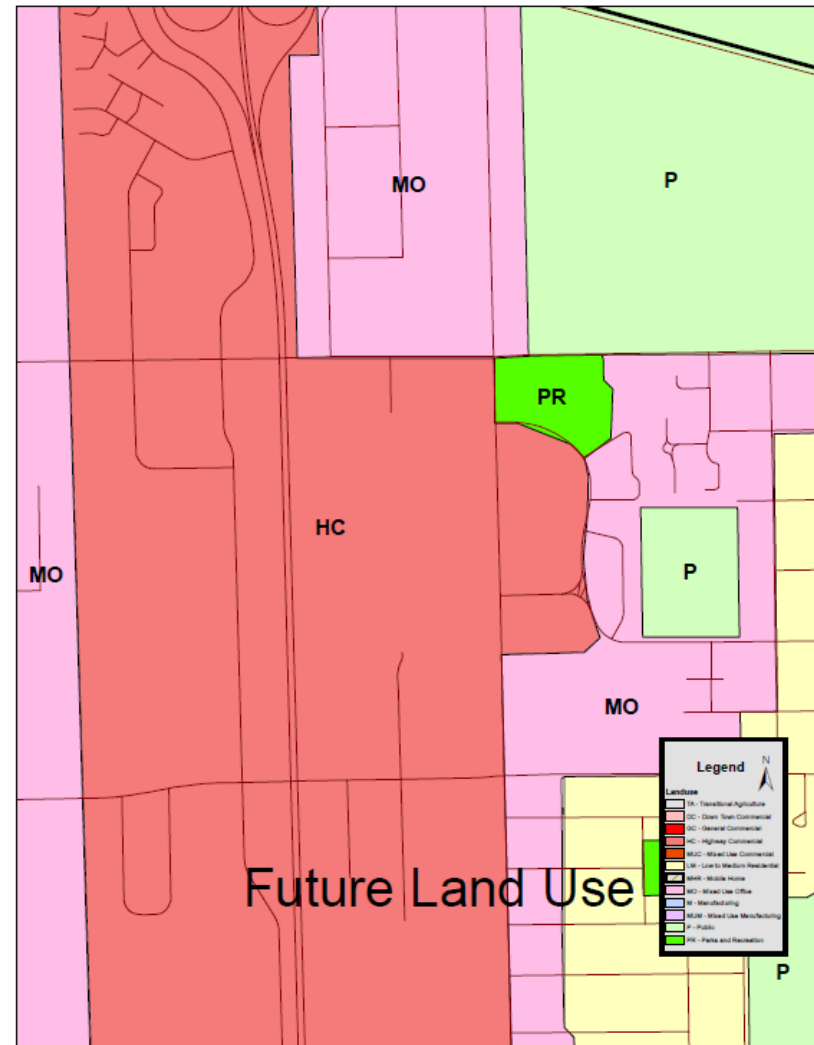 MO
P
PR
HC
MO
P
MO
Legend
N
Landuse
TA - Transitional Agriculture
DC - Down Town Commercial
GC - General Commercial
HC - Highway Commercial
MUC - Mixed Use Commercial
LM - Low to Medium Residential
MHR - Mobile Home
MO - Mixed Use Office
M - Manufacturing
MUM - Mixed Use Manufacturing
P - Public
PR - Parks and Recreation
Future Land Use
P